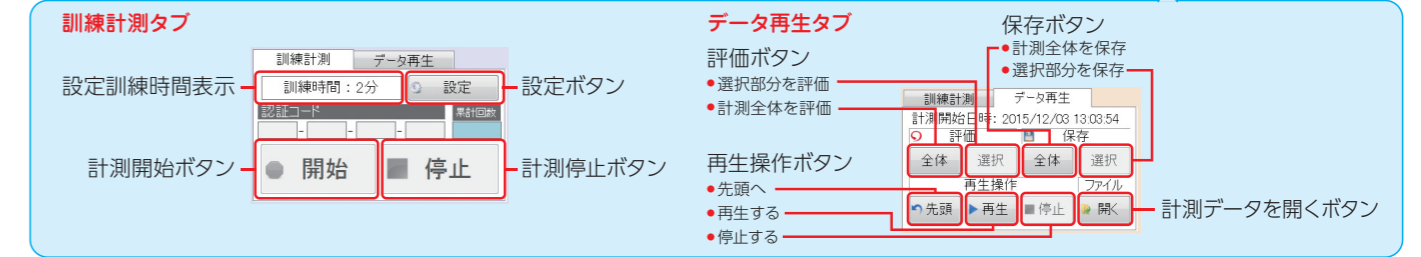 訓練計測タブ
訓練計測 データ再生
設定訓練時間表示
訓練時間:2分
設定
設定ボタン
認証コード 累計回数
- - -
計測開始ボタン
開始
停止
計測停止ボタン
データ再生タブ
評価ボタン
●選択部分を評価
●計測全体を評価
再生操作ボタン
●先頭へ
●再生する
●停止する
保存ボタン
●計測全体を保存
●選択部分を保存
訓練計測 データ再生
計測開始日時:2015/12/03 13:03:54
評価 保存
全体 選択 全体 選択
再生操作 ファイル
先頭 再生 停止 開く
計測データを開くボタン